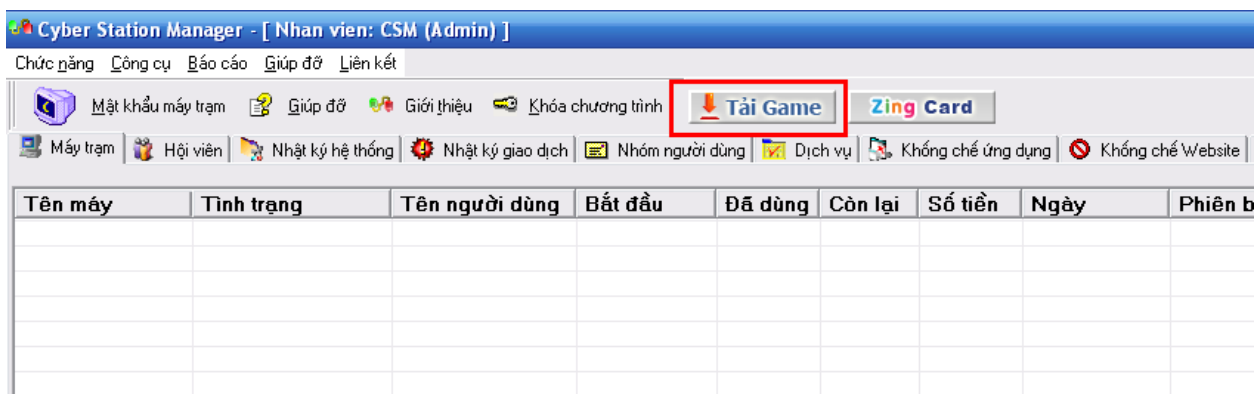 Cyber Station Manager - [ Nhan vien: CSM (Admin) ]
Chức năng Công cụ Báo cáo Giúp đỡ Liên kết
Mật khẩu máy trạm Giúp đỡ Giới thiệu Khóa chương trình Tải Game Zing Card
Máy trạm Hội viên Nhật ký hệ thống Nhật ký giao dịch Nhóm người dùng Dịch vụ Khống chế ứng dụng Khống chế Website
Tên máy Tình trạng Tên người dùng Bắt đầu Đã dùng Còn lại Số tiền Ngày Phiên b